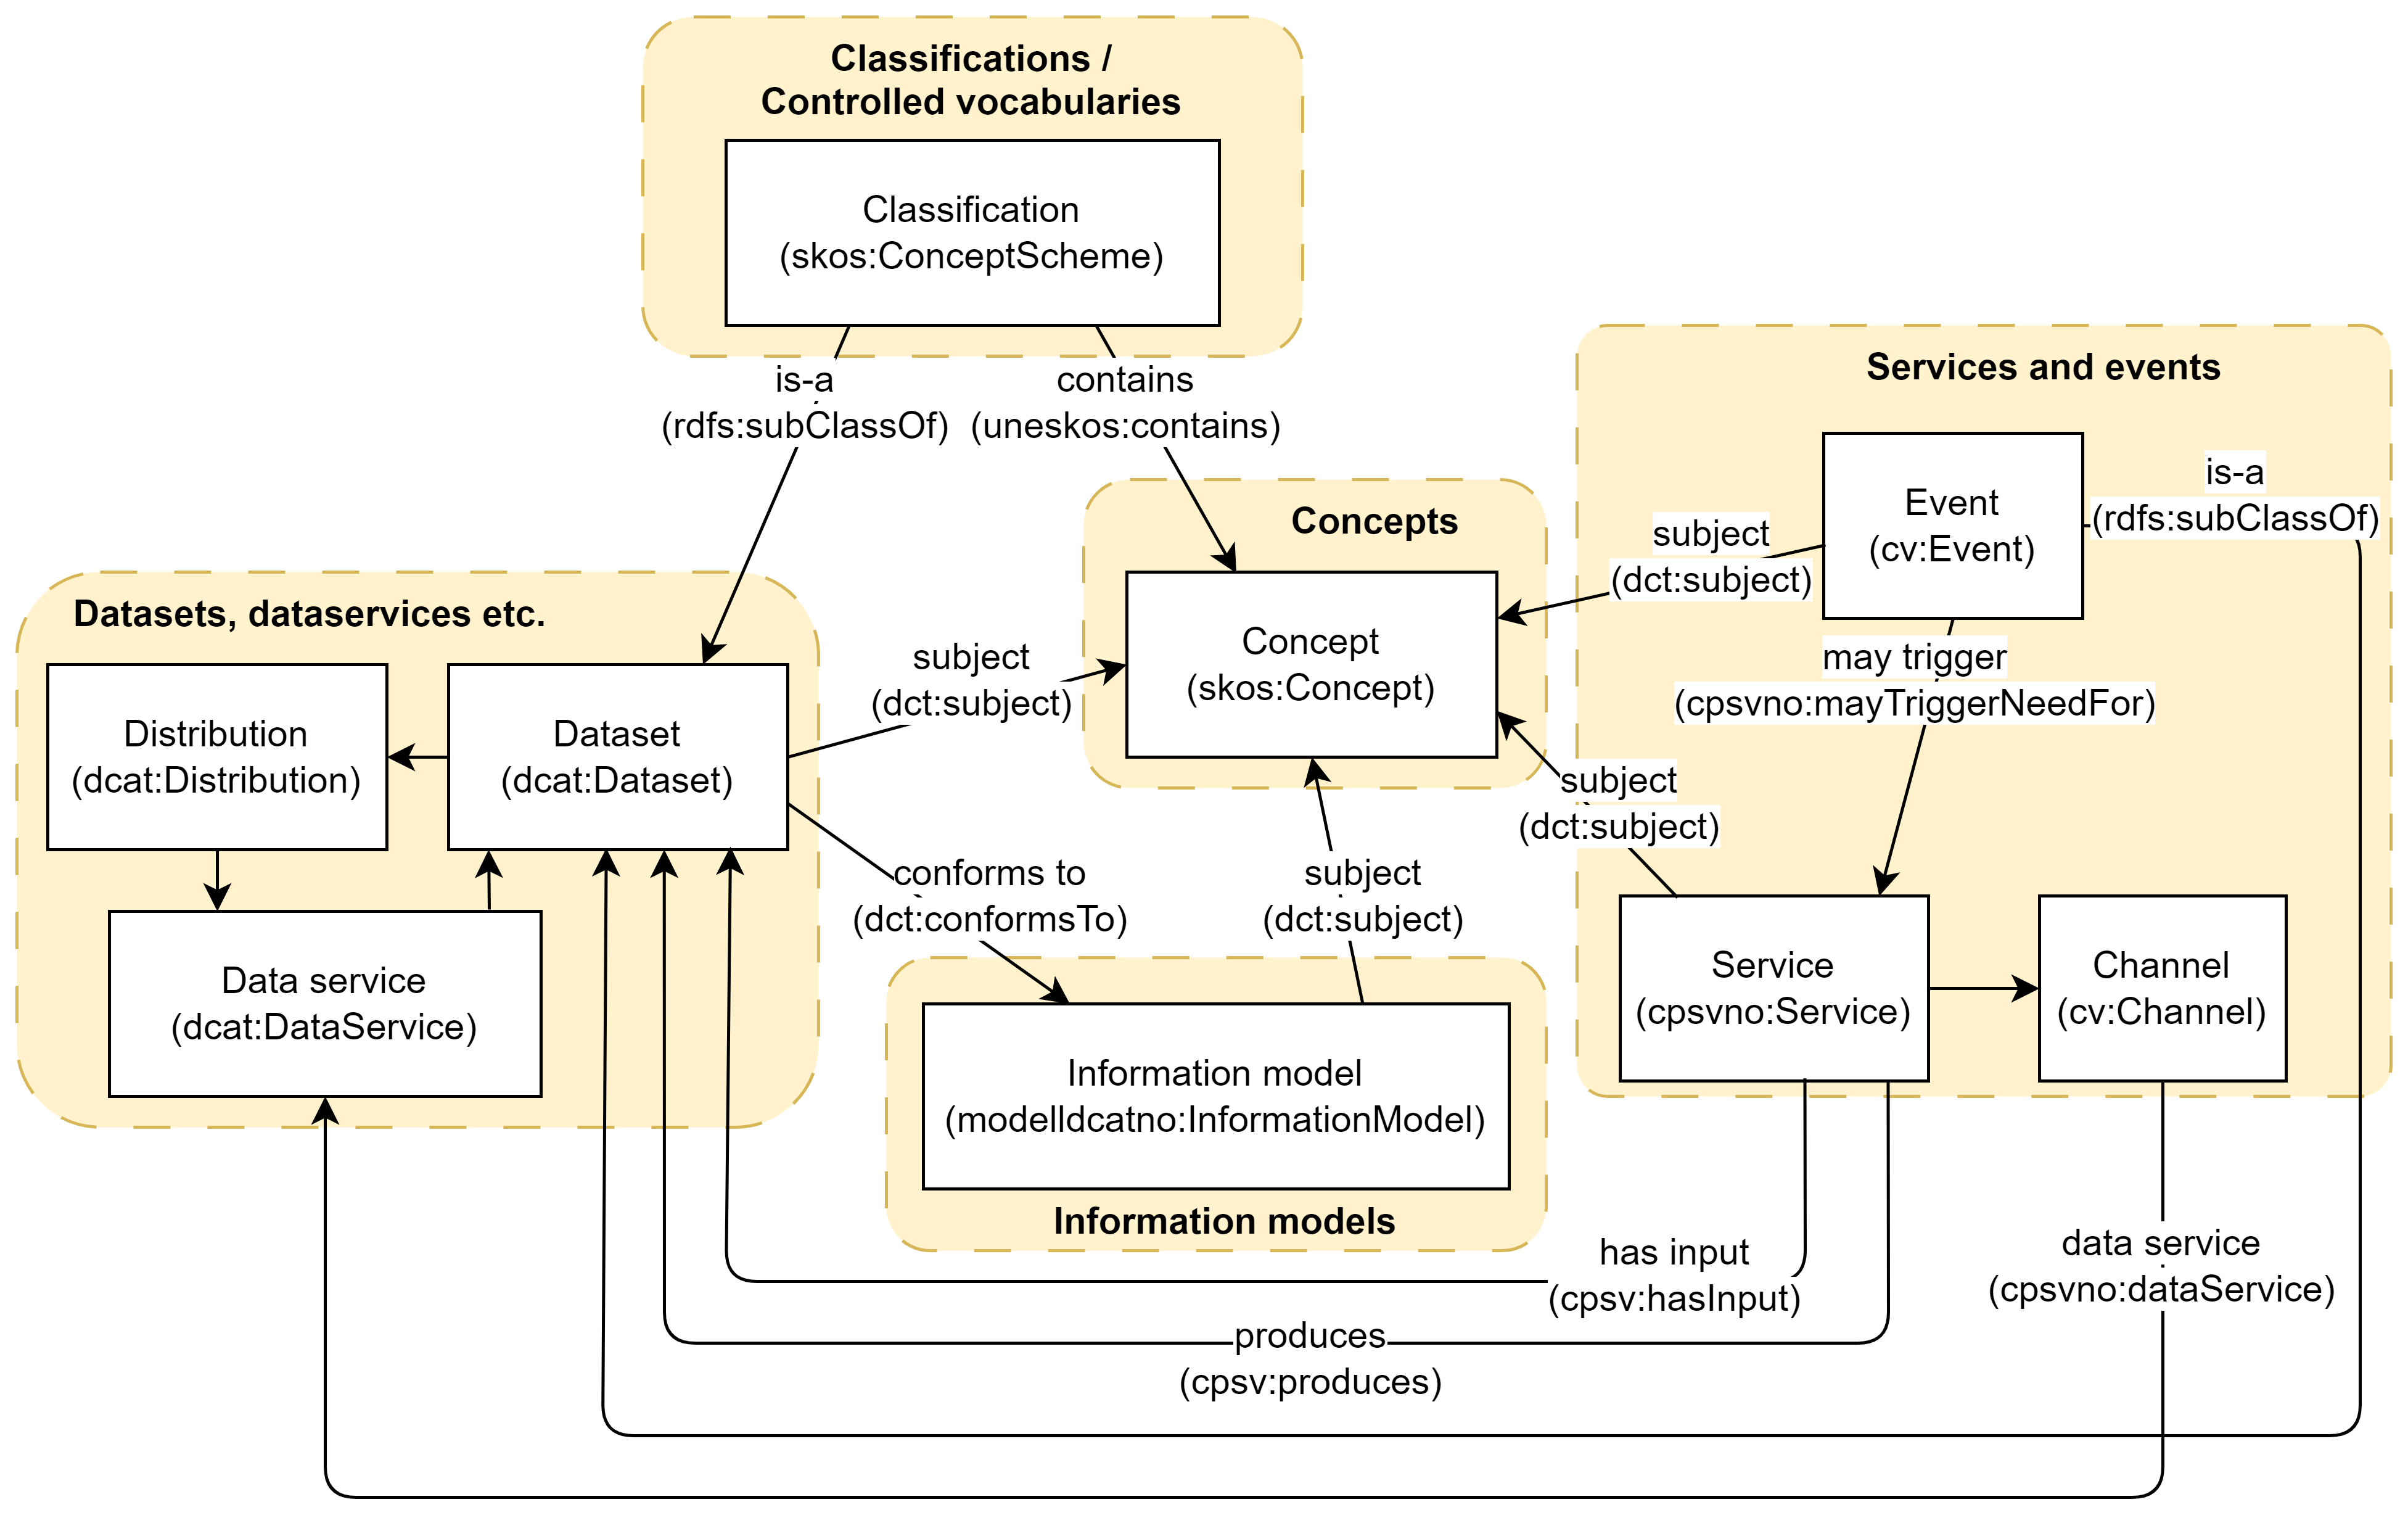 Classifications /
Controlled vocabularies
Classification
(skos:ConceptScheme)
is-a
(rdfs:subClassOf)
contains
(uneskos:contains)
Services and events
Event
(cv:Event)
is-a
(rdfs:subClassOf)
subject
(dct:subject)
may trigger
(cpsvno:mayTriggerNeedFor)
Concepts
Concept
(skos:Concept)
Datasets, dataservices etc.
Distribution
(dcat:Distribution)
Dataset
(dcat:Dataset)
subject
(dct:subject)
subject
(dct:subject)
conforms to
(dct:conformsTo)
subject
(dct:subject)
Data service
(dcat:DataService)
Service
(cpsvno:Service)
Channel
(cv:Channel)
Information model
(modelldcatno:InformationModel)
Information models
has input
(cpsv:hasInput)
data service
(cpsvno:dataService)
produces
(cpsv:produces)